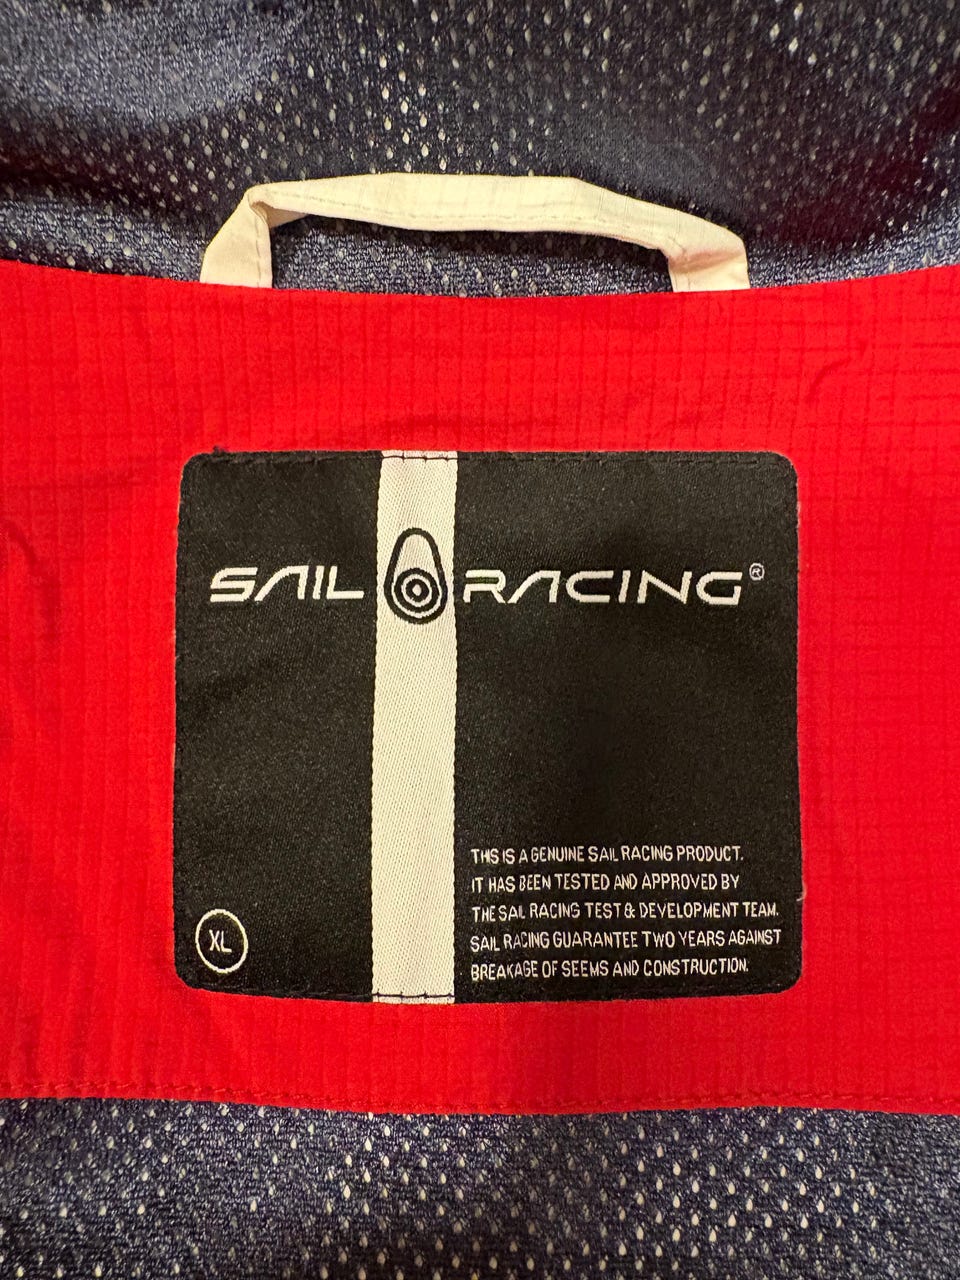 SAIL RACING®
THIS IS A GENUINE SAIL RACING PRODUCT.
IT HAS BEEN TESTED AND APPROVED BY
THE SAIL RACING TEST & DEVELOPMENT TEAM.
SAIL RACING GUARANTEE TWO YEARS AGAINST
BREAKAGE OF SEEMS AND CONSTRUCTION.
XL